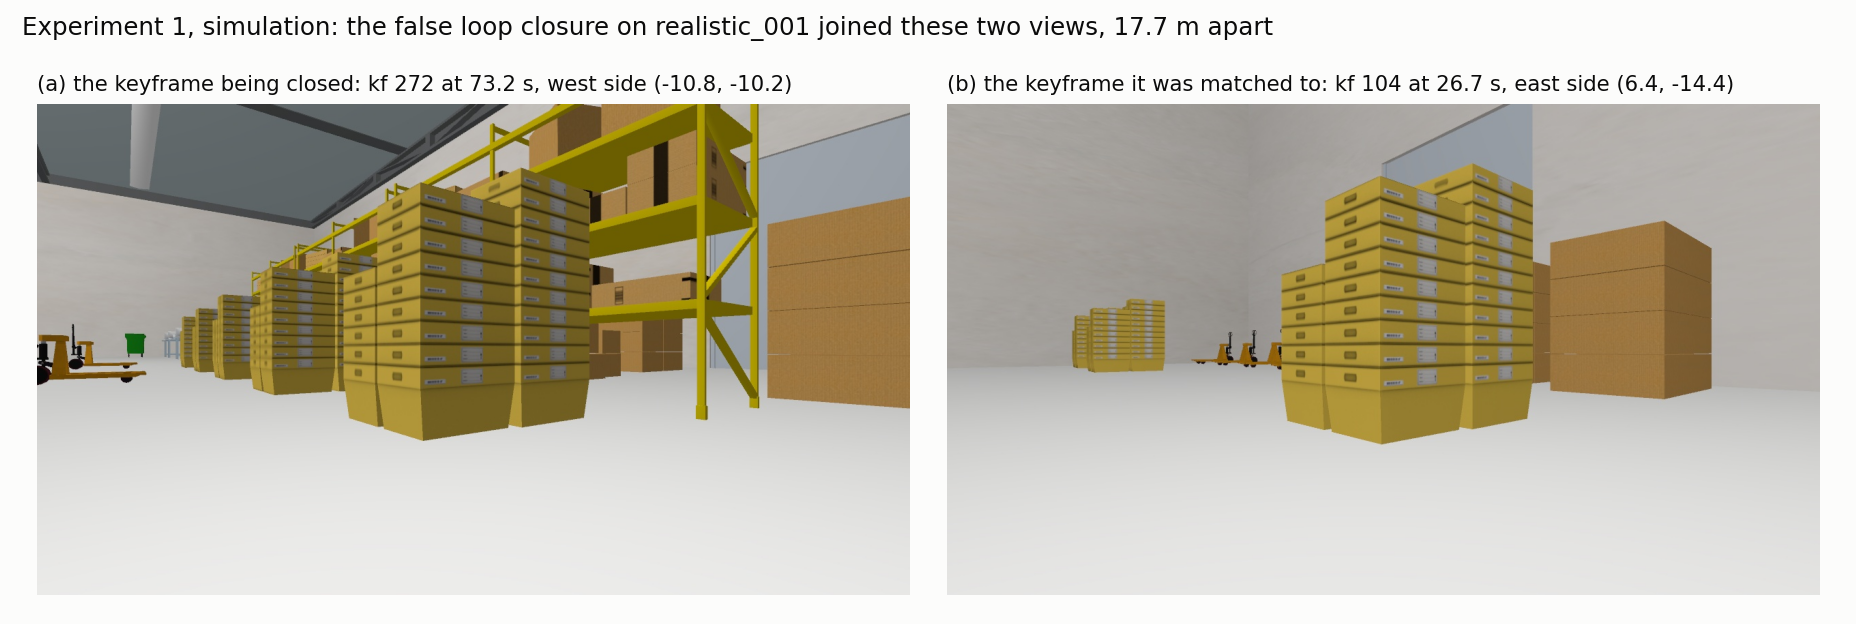 Experiment 1, simulation: the false loop closure on realistic_001 joined these two views, 17.7 m apart
(a) the keyframe being closed: kf 272 at 73.2 s, west side (-10.8, -10.2)
(b) the keyframe it was matched to: kf 104 at 26.7 s, east side (6.4, -14.4)